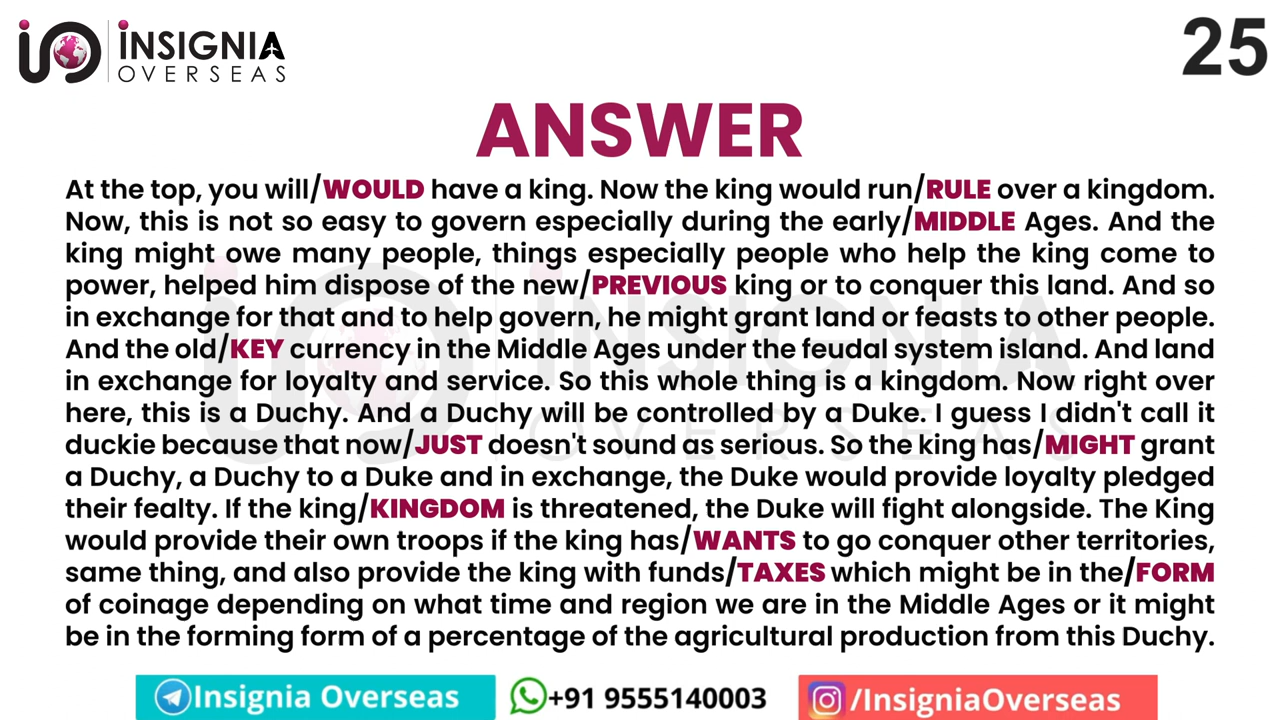 iNSIGNIA
OVERSEAS
25
ANSWER
At the top, you will/WOULD have a king. Now the king would run/RULE over a kingdom.
Now, this is not so easy to govern especially during the early/MIDDLE Ages. And the
king might owe many people, things especially people who help the king come to
power, helped him dispose of the new/PREVIOUS king or to conquer this land. And so
in exchange for that and to help govern, he might grant land or feasts to other people.
And the old/KEY currency in the Middle Ages under the feudal system island. And land
in exchange for loyalty and service. So this whole thing is a kingdom. Now right over
here, this is a Duchy. And a Duchy will be controlled by a Duke. I guess I didn't call it
duckie because that now/JUST doesn't sound as serious. So the king has/MIGHT grant
a Duchy, a Duchy to a Duke and in exchange, the Duke would provide loyalty pledged
their fealty. If the king/KINGDOM is threatened, the Duke will fight alongside. The King
would provide their own troops if the king has/WANTS to go conquer other territories,
same thing, and also provide the king with funds/TAXES which might be in the/FORM
of coinage depending on what time and region we are in the Middle Ages or it might
be in the forming form of a percentage of the agricultural production from this Duchy.
Insignia Overseas
+91 9555140003
/InsigniaOverseas